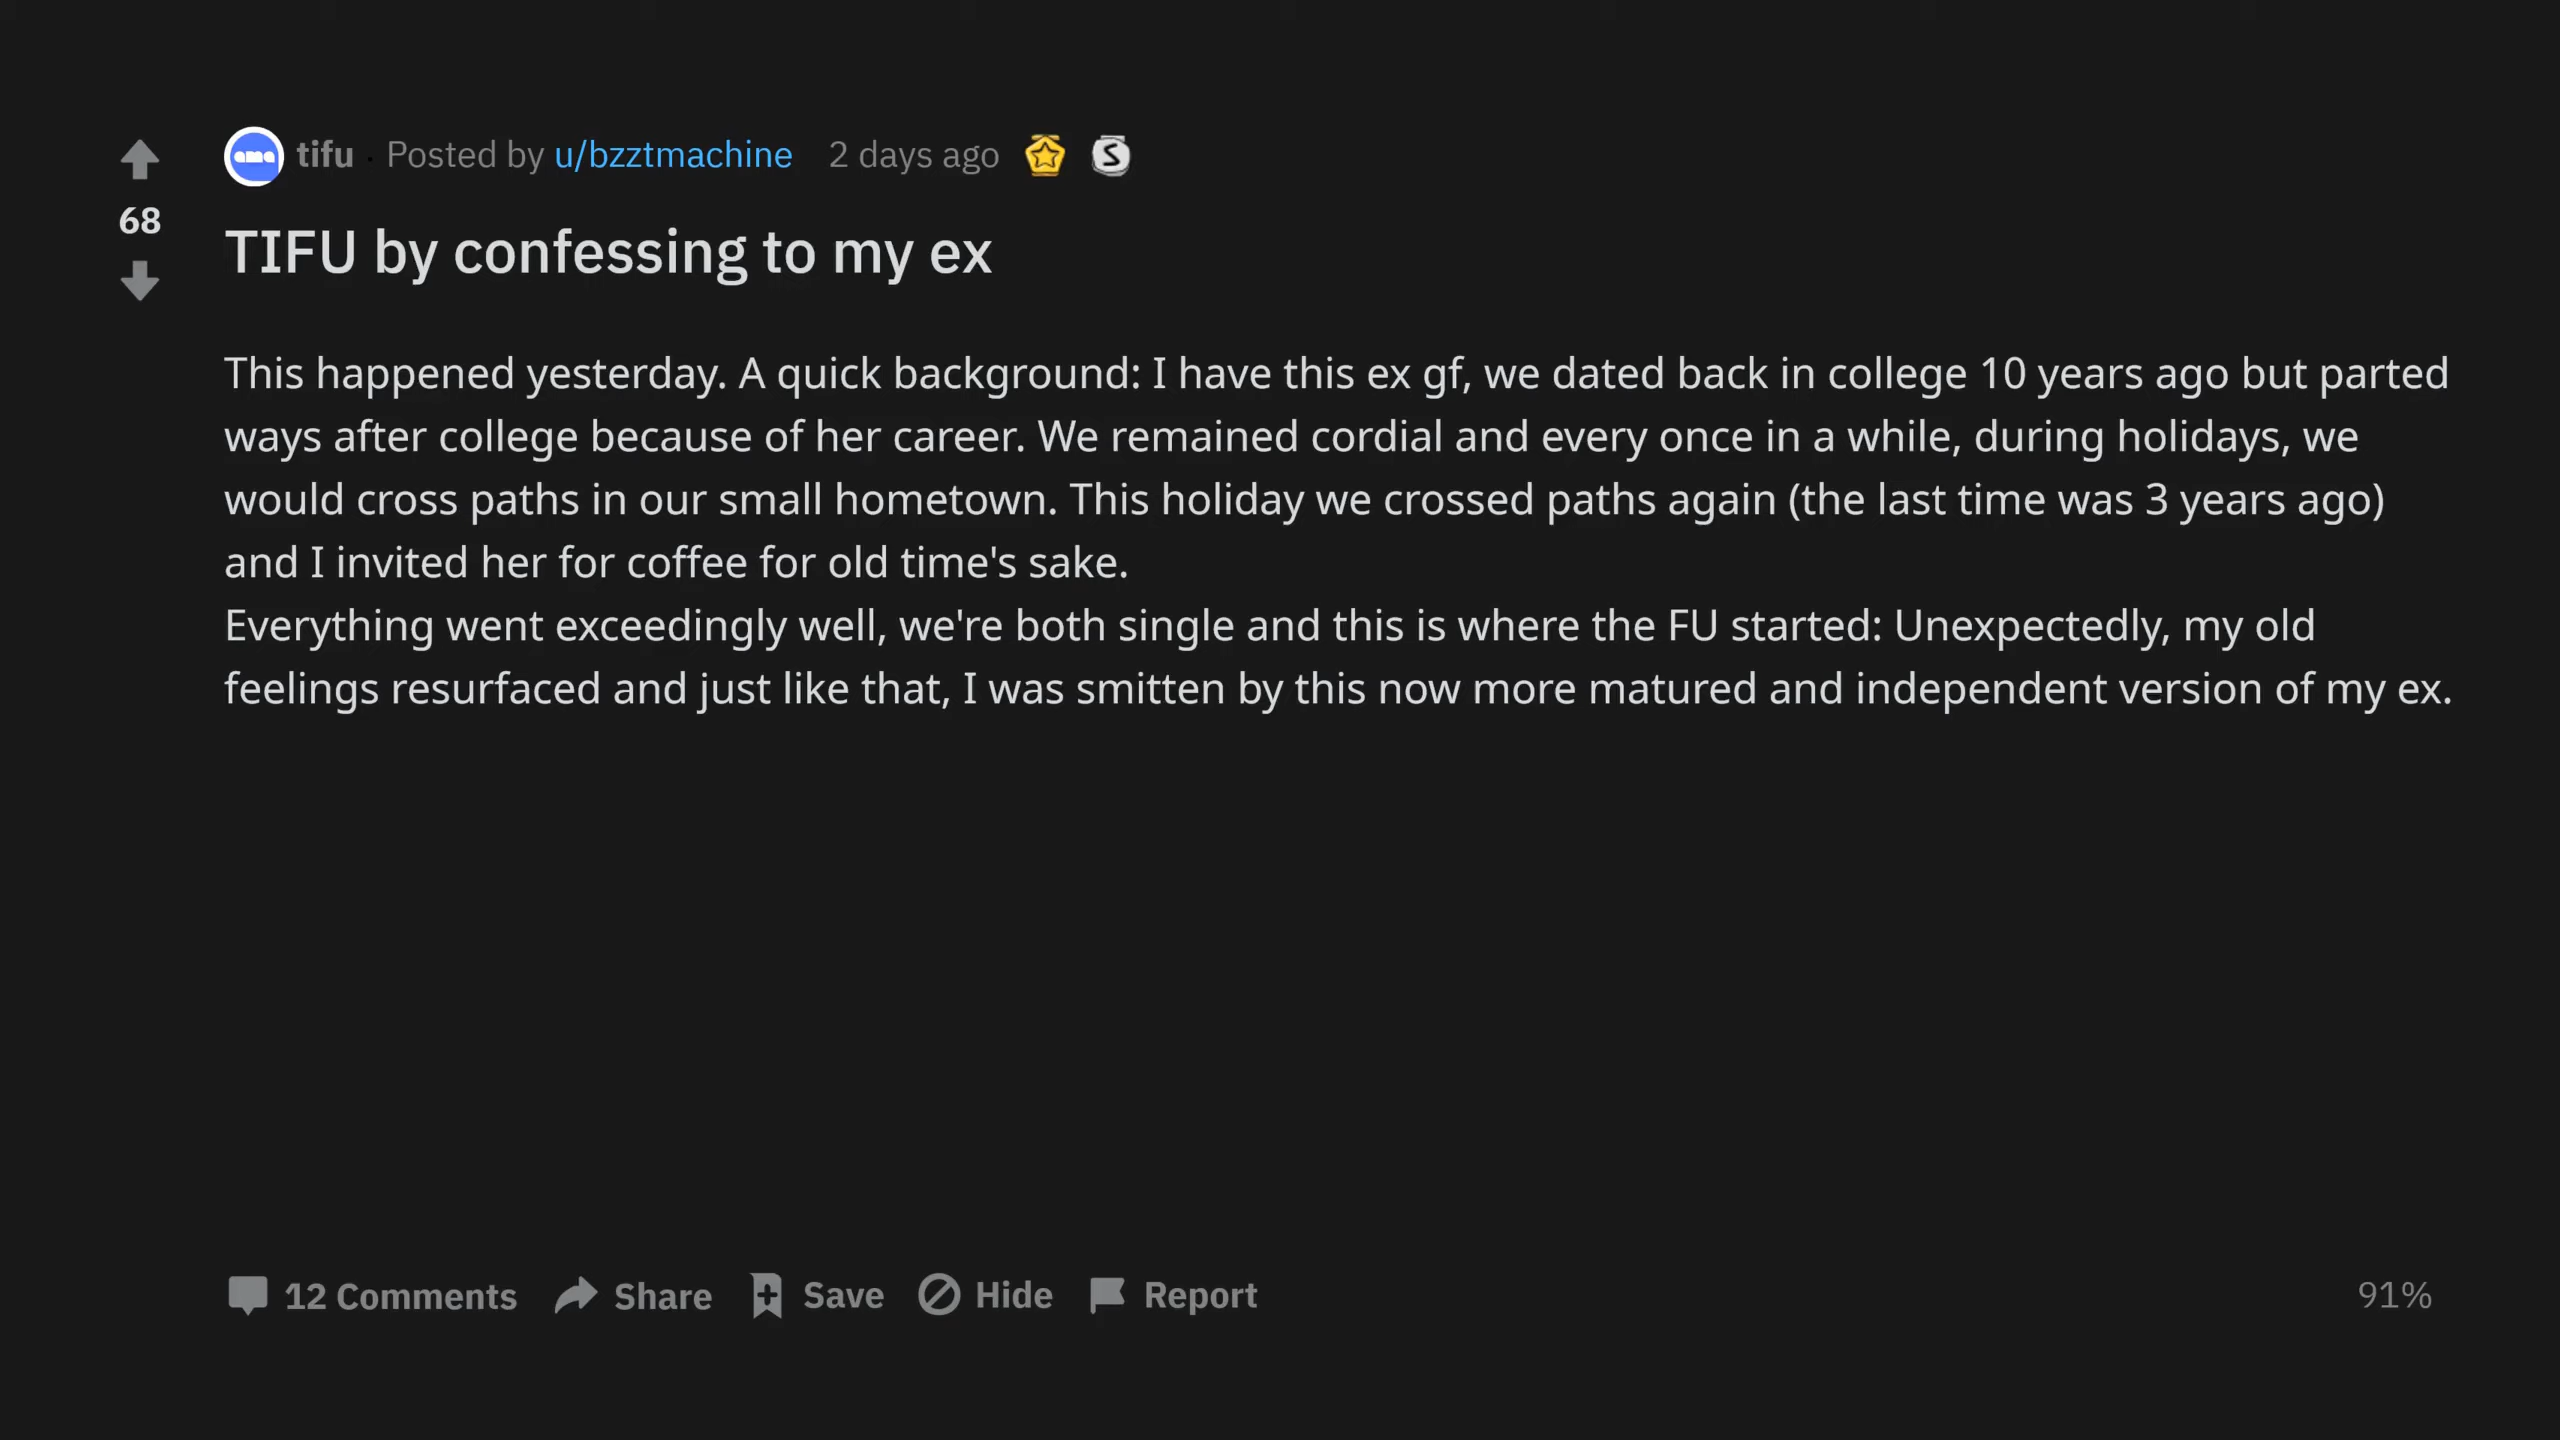 tifu · Posted by u/bzztmachine 2 days ago
68
TIFU by confessing to my ex
This happened yesterday. A quick background: I have this ex gf, we dated back in college 10 years ago but parted
ways after college because of her career. We remained cordial and every once in a while, during holidays, we
would cross paths in our small hometown. This holiday we crossed paths again (the last time was 3 years ago)
and I invited her for coffee for old time's sake.
Everything went exceedingly well, we're both single and this is where the FU started: Unexpectedly, my old
feelings resurfaced and just like that, I was smitten by this now more matured and independent version of my ex.
12 Comments Share Save Hide Report 91%